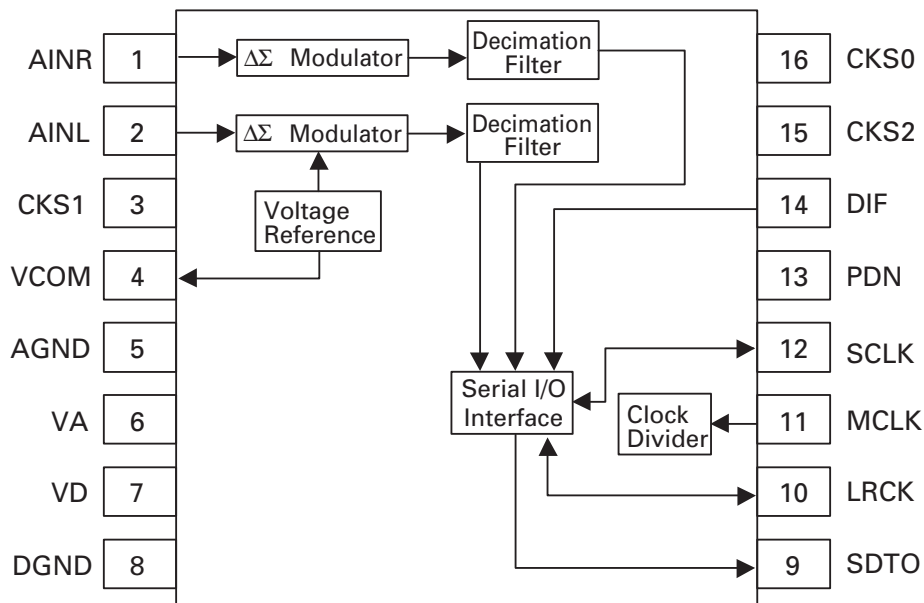 AINR 1
ΔΣ Modulator
Decimation
Filter
16 CKS0
AINL 2
ΔΣ Modulator
Decimation
Filter
15 CKS2
CKS1 3
Voltage
Reference
14 DIF
VCOM 4
13 PDN
AGND 5
12 SCLK
Serial I/O
Interface
VA 6
Clock
Divider
11 MCLK
VD 7
10 LRCK
DGND 8
9 SDTO